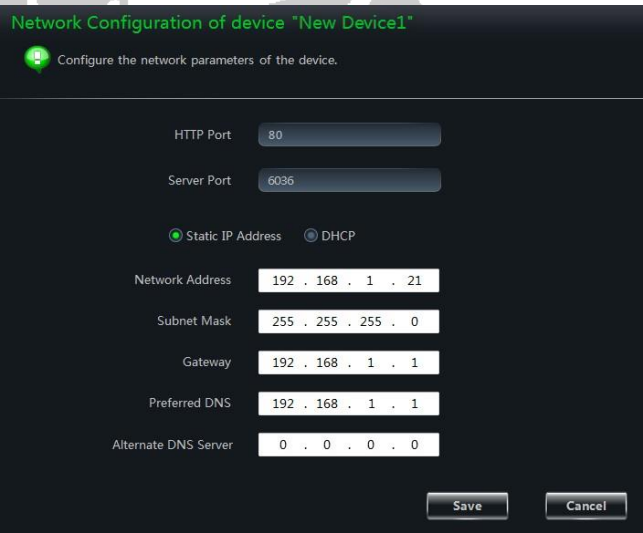 Network Configuration of device "New Device1"
Configure the network parameters of the device.
HTTP Port 80
Server Port 6036
Static IP Address DHCP
Network Address 192 . 168 . 1 . 21
Subnet Mask 255 . 255 . 255 . 0
Gateway 192 . 168 . 1 . 1
Preferred DNS 192 . 168 . 1 . 1
Alternate DNS Server 0 . 0 . 0 . 0
Save Cancel